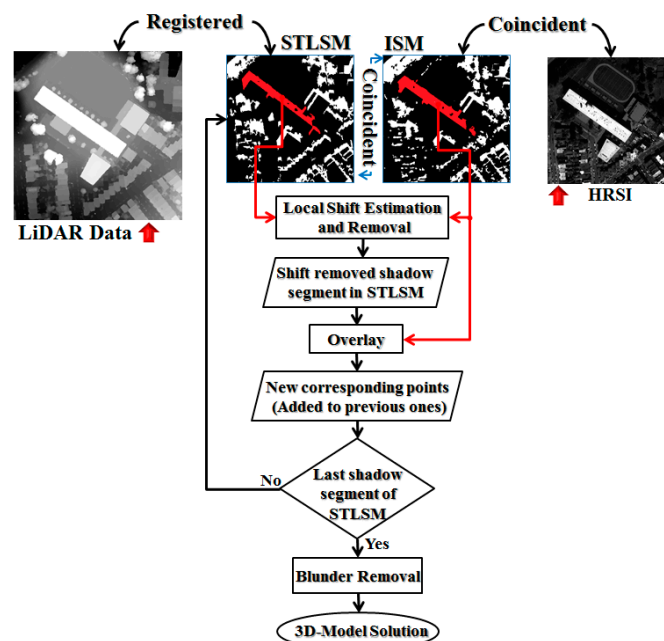 Registered
Coincident
STLSM
ISM
Coincident
LiDAR Data
HRSI
Local Shift Estimation
and Removal
Shift removed shadow
segment in STLSM
Overlay
New corresponding points
(Added to previous ones)
No
Last shadow
segment of
STLSM
Yes
Blunder Removal
3D-Model Solution